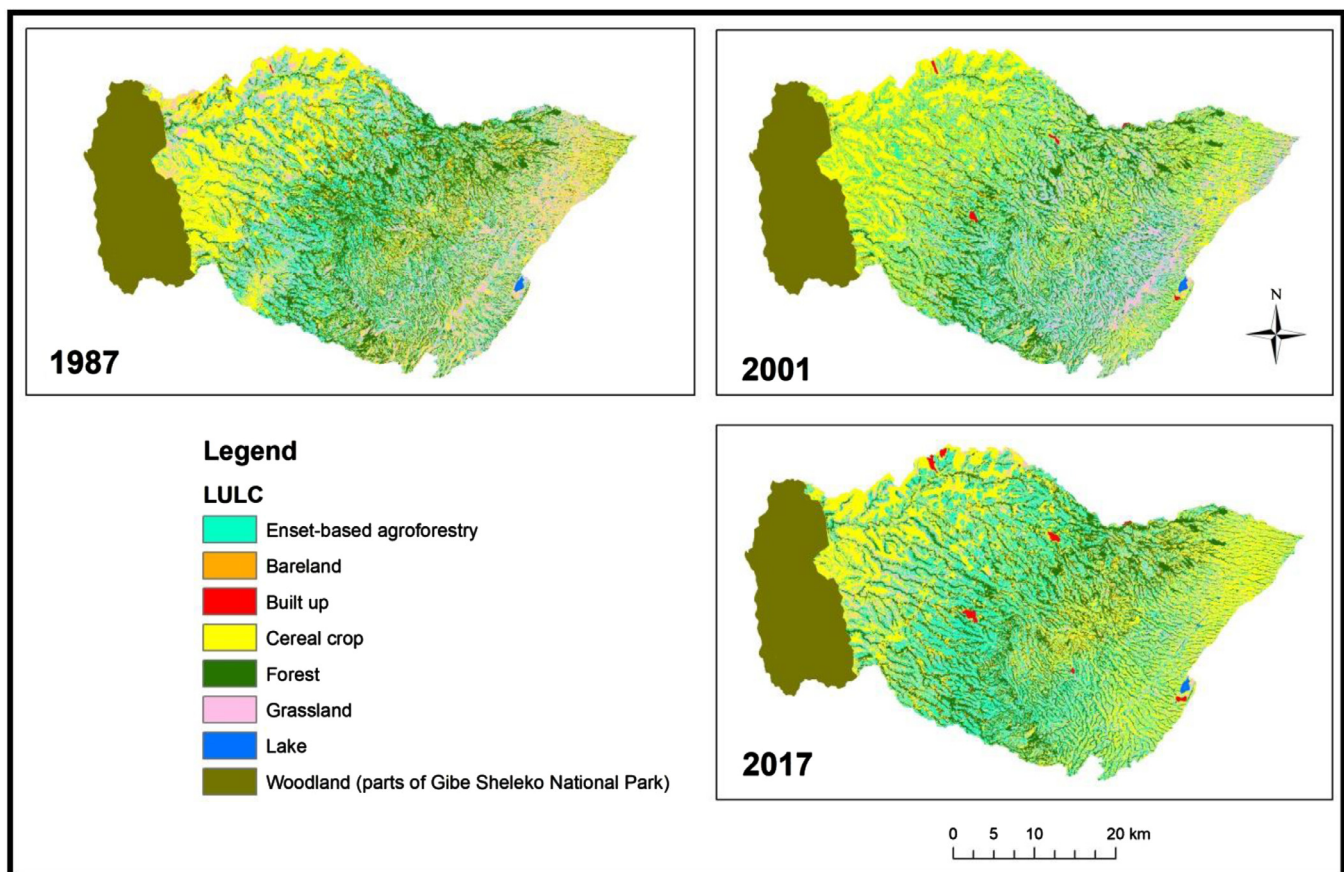 1987
2001
N
Legend
LULC
Enset-based agroforestry
Bareland
Built up
Cereal crop
Forest
Grassland
Lake
Woodland (parts of Gibe Sheleko National Park)
2017
0 5 10 20 km